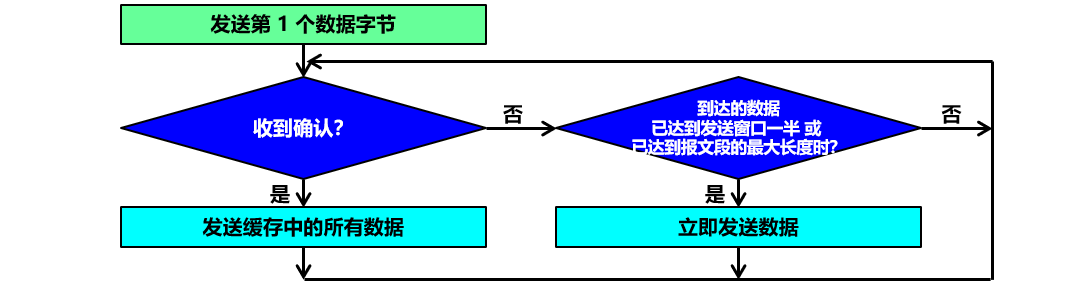 发送第 1 个数据字节
收到确认?
否
到达的数据
已达到发送窗口一半 或
已达到报文段的最大长度时?
否
是
是
发送缓存中的所有数据
立即发送数据